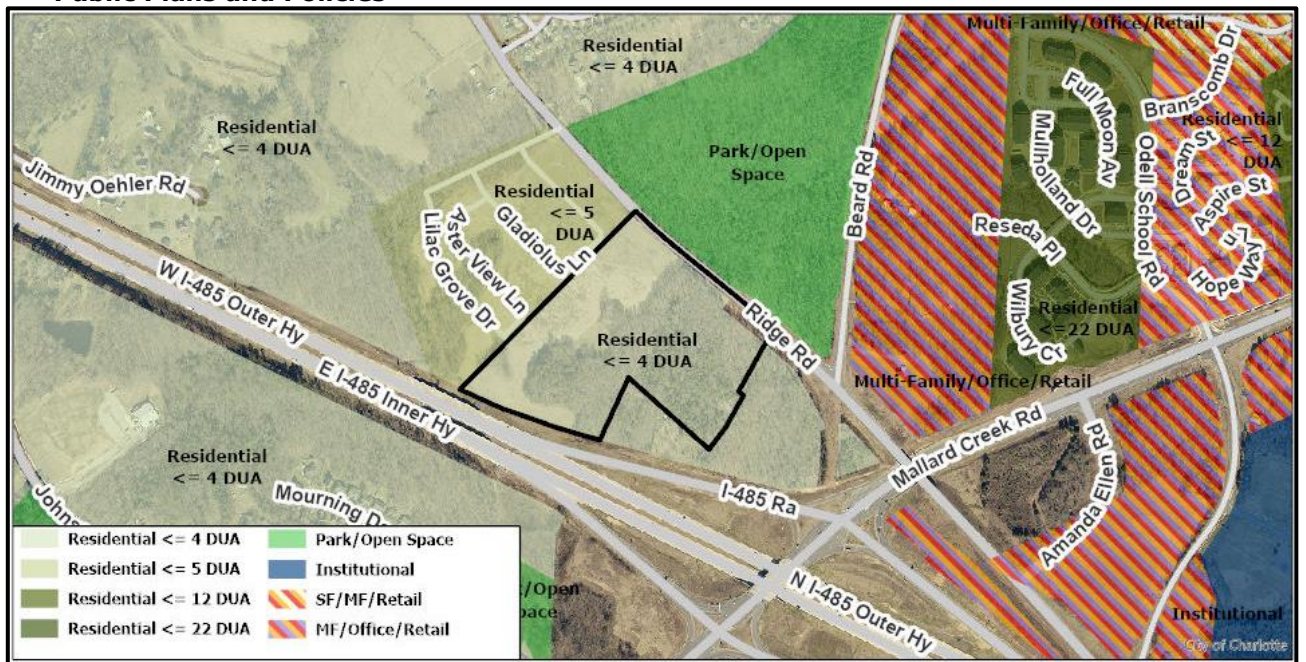 Public Plans and Policies
Multi-Family/Office/Retail
Residential
<= 4 DUA
Branscomb Dr
Full Moon Av
Residential
<= 4 DUA
Residential
<= 12
DUA
Dream St
Mullholland Dr
Odell School Rd
Park/Open
Space
Beard Rd
Jimmy Oehler Rd
Residential
<= 5
DUA
Aspire St
Gladiolus Ln
Aster View Ln
Lilac Grove Dr
Reseda Pl
Hope Way Ln
W I-485 Outer Hy
Wilbury Ct
Residential
<=22 DUA
Ridge Rd
Residential
<= 4 DUA
E I-485 Inner Hy
Multi-Family/Office/Retail
Mallard Creek Rd
Residential
<= 4 DUA
Amanda Ellen Rd
I-485 Ra
Mourning D
Johns
Residential <= 4 DUA
Park/Open Space
Residential <= 5 DUA
Institutional
Residential <= 12 DUA
SF/MF/Retail
Residential <= 22 DUA
MF/Office/Retail
k/Open
pace
N I-485 Outer Hy
Institutional
City of Charlotte